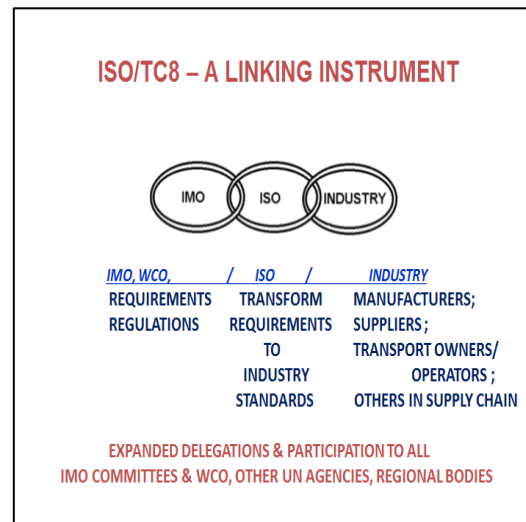 ISO/TC8 – A LINKING INSTRUMENT
IMO ISO INDUSTRY
IMO, WCO, / ISO / INDUSTRY
REQUIREMENTS TRANSFORM MANUFACTURERS;
REGULATIONS REQUIREMENTS SUPPLIERS ;
TO TRANSPORT OWNERS/
INDUSTRY OPERATORS ;
STANDARDS OTHERS IN SUPPLY CHAIN
EXPANDED DELEGATIONS & PARTICIPATION TO ALL
IMO COMMITTEES & WCO, OTHER UN AGENCIES, REGIONAL BODIES